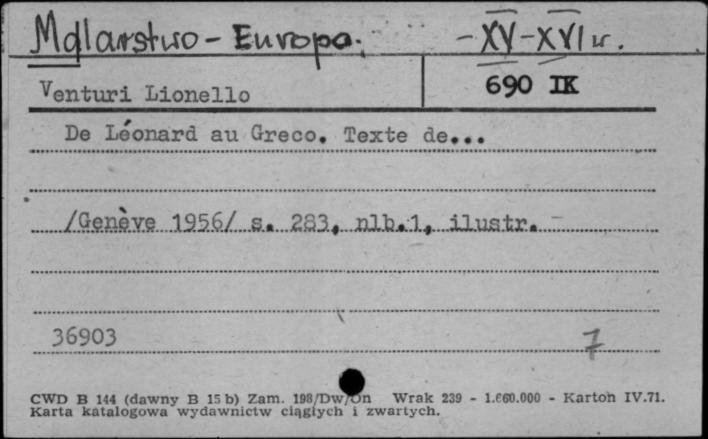 Malarstwo - Europa. - XV - XVI w.
Venturi Lionello 690 IK
De Léonard au Greco. Texte de...
/Genève 1956/ s. 283, nlb.1, ilustr.
36903 7
CWD B 144 (dawny B 15 b) Zam. 198/Dw/On Wrak 239 - 1.660.000 - Karton IV.71.
Karta katalogowa wydawnictw ciągłych i zwartych.